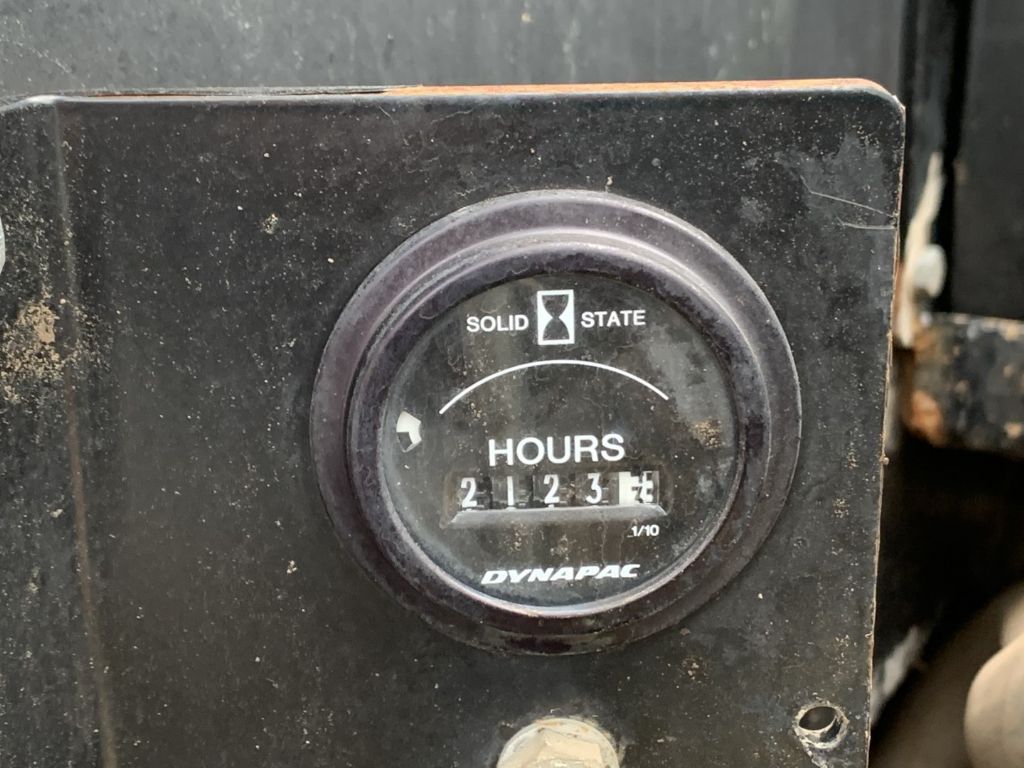 SOLID STATE
HOURS
2123
1/10
DYNAPAC